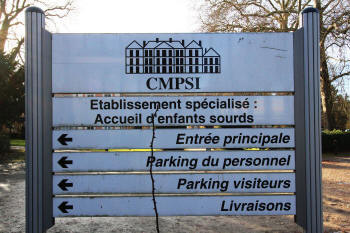 CMPSI
Etablissement spécialisé :
Accueil d'enfants sourds
Entrée principale
Parking du personnel
Parking visiteurs
Livraisons